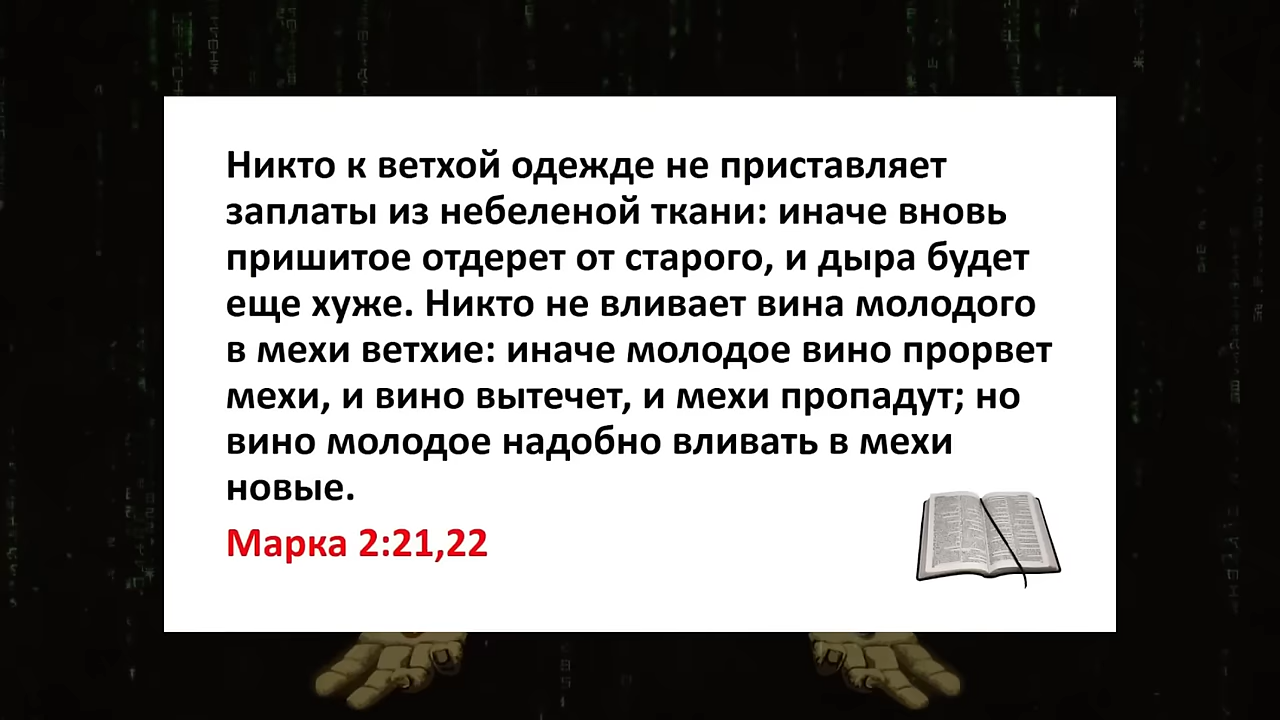 Никто к ветхой одежде не приставляет
заплаты из небеленой ткани: иначе вновь
пришитое отдерет от старого, и дыра будет
еще хуже. Никто не вливает вина молодого
в мехи ветхие: иначе молодое вино прорвет
мехи, и вино вытечет, и мехи пропадут; но
вино молодое надобно вливать в мехи
новые.
Марка 2:21,22